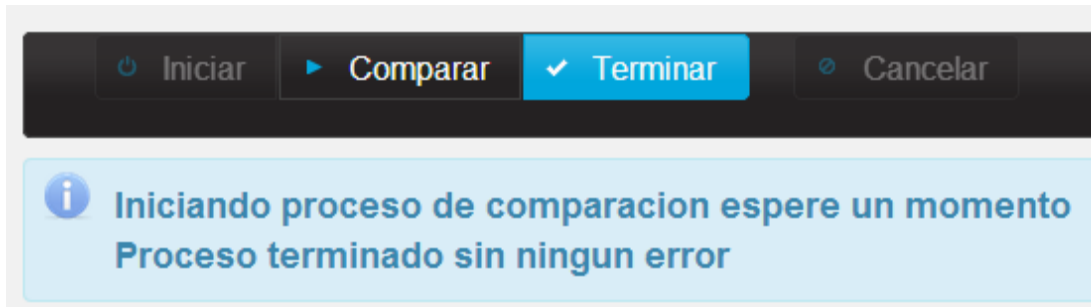 Iniciar Comparar Terminar Cancelar
Iniciando proceso de comparacion espere un momento
Proceso terminado sin ningun error